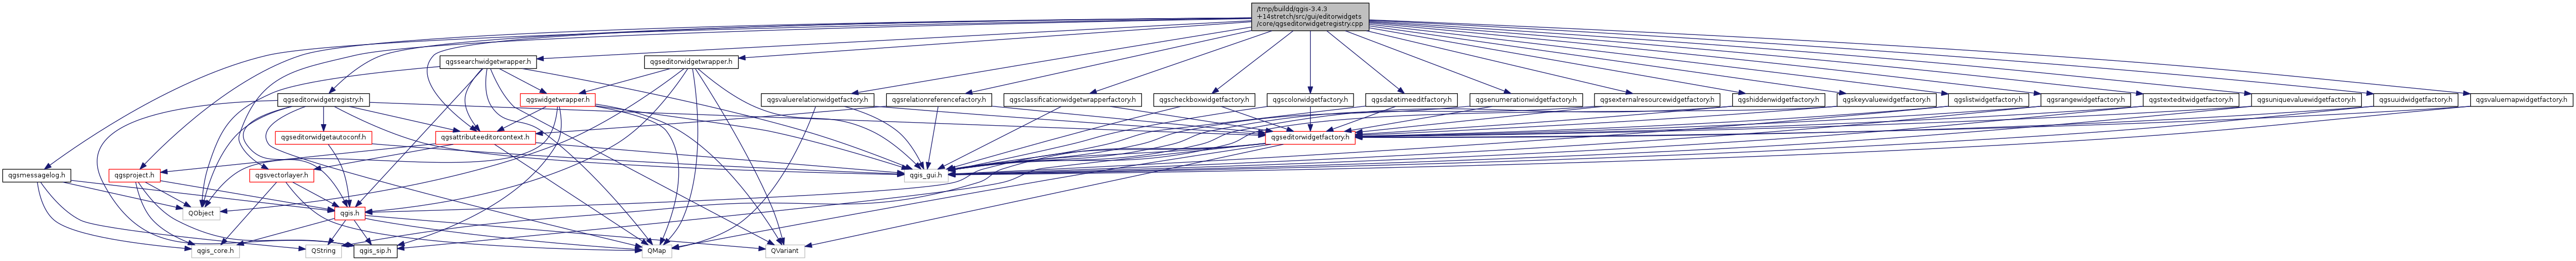 /tmp/buildd/qgis-3.4.3
+14stretch/src/gui/editorwidgets
/core/qgseditorwidgetregistry.cpp
qgssearchwidgetwrapper.h
qgseditorwidgetwrapper.h
qgseditorwidgetregistry.h
qgswidgetwrapper.h
qgsvaluerelationwidgetfactory.h
qgsrelationreferencefactory.h
qgsclassificationwidgetwrapperfactory.h
qgscheckboxwidgetfactory.h
qgscolorwidgetfactory.h
qgsdatetimeeditfactory.h
qgsenumerationwidgetfactory.h
qgsexternalresourcewidgetfactory.h
qgshiddenwidgetfactory.h
qgskeyvaluewidgetfactory.h
qgslistwidgetfactory.h
qgsrangewidgetfactory.h
qgstexteditwidgetfactory.h
qgsuniquevaluewidgetfactory.h
qgsuuidwidgetfactory.h
qgsvaluemapwidgetfactory.h
qgseditorwidgetautoconf.h
qgsattributeeditorcontext.h
qgseditorwidgetfactory.h
qgsmessagelog.h
qgsproject.h
qgsvectorlayer.h
qgis_gui.h
QObject
qgis.h
qgis_core.h
QString
qgis_sip.h
QMap
QVariant